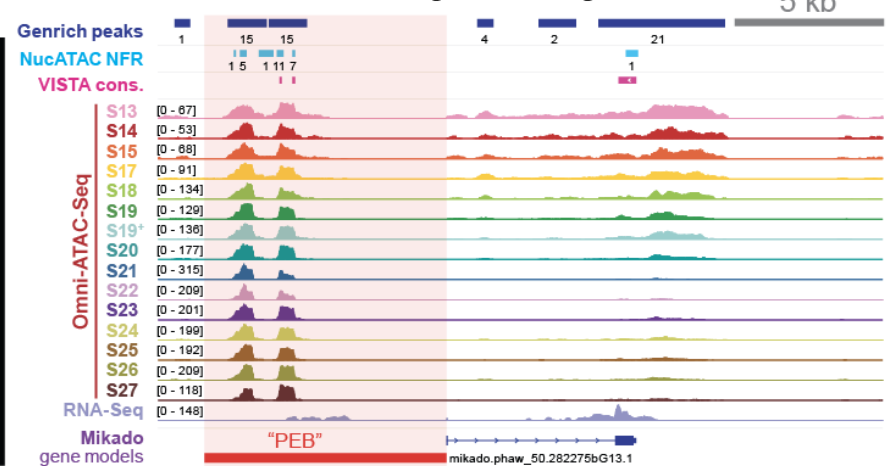 5 kb
Genrich peaks
1 15 15 4 2 21
NucATAC NFR
1 5 1 11 7 1
VISTA cons.
Omni-ATAC-Seq
S13 [0 - 67]
S14 [0 - 53]
S15 [0 - 68]
S17 [0 - 91]
S18 [0 - 134]
S19 [0 - 129]
S19⁺ [0 - 136]
S20 [0 - 177]
S21 [0 - 315]
S22 [0 - 209]
S23 [0 - 201]
S24 [0 - 199]
S25 [0 - 192]
S26 [0 - 209]
S27 [0 - 118]
RNA-Seq [0 - 148]
Mikado "PEB"
gene models mikado.phaw_50.282275bG13.1